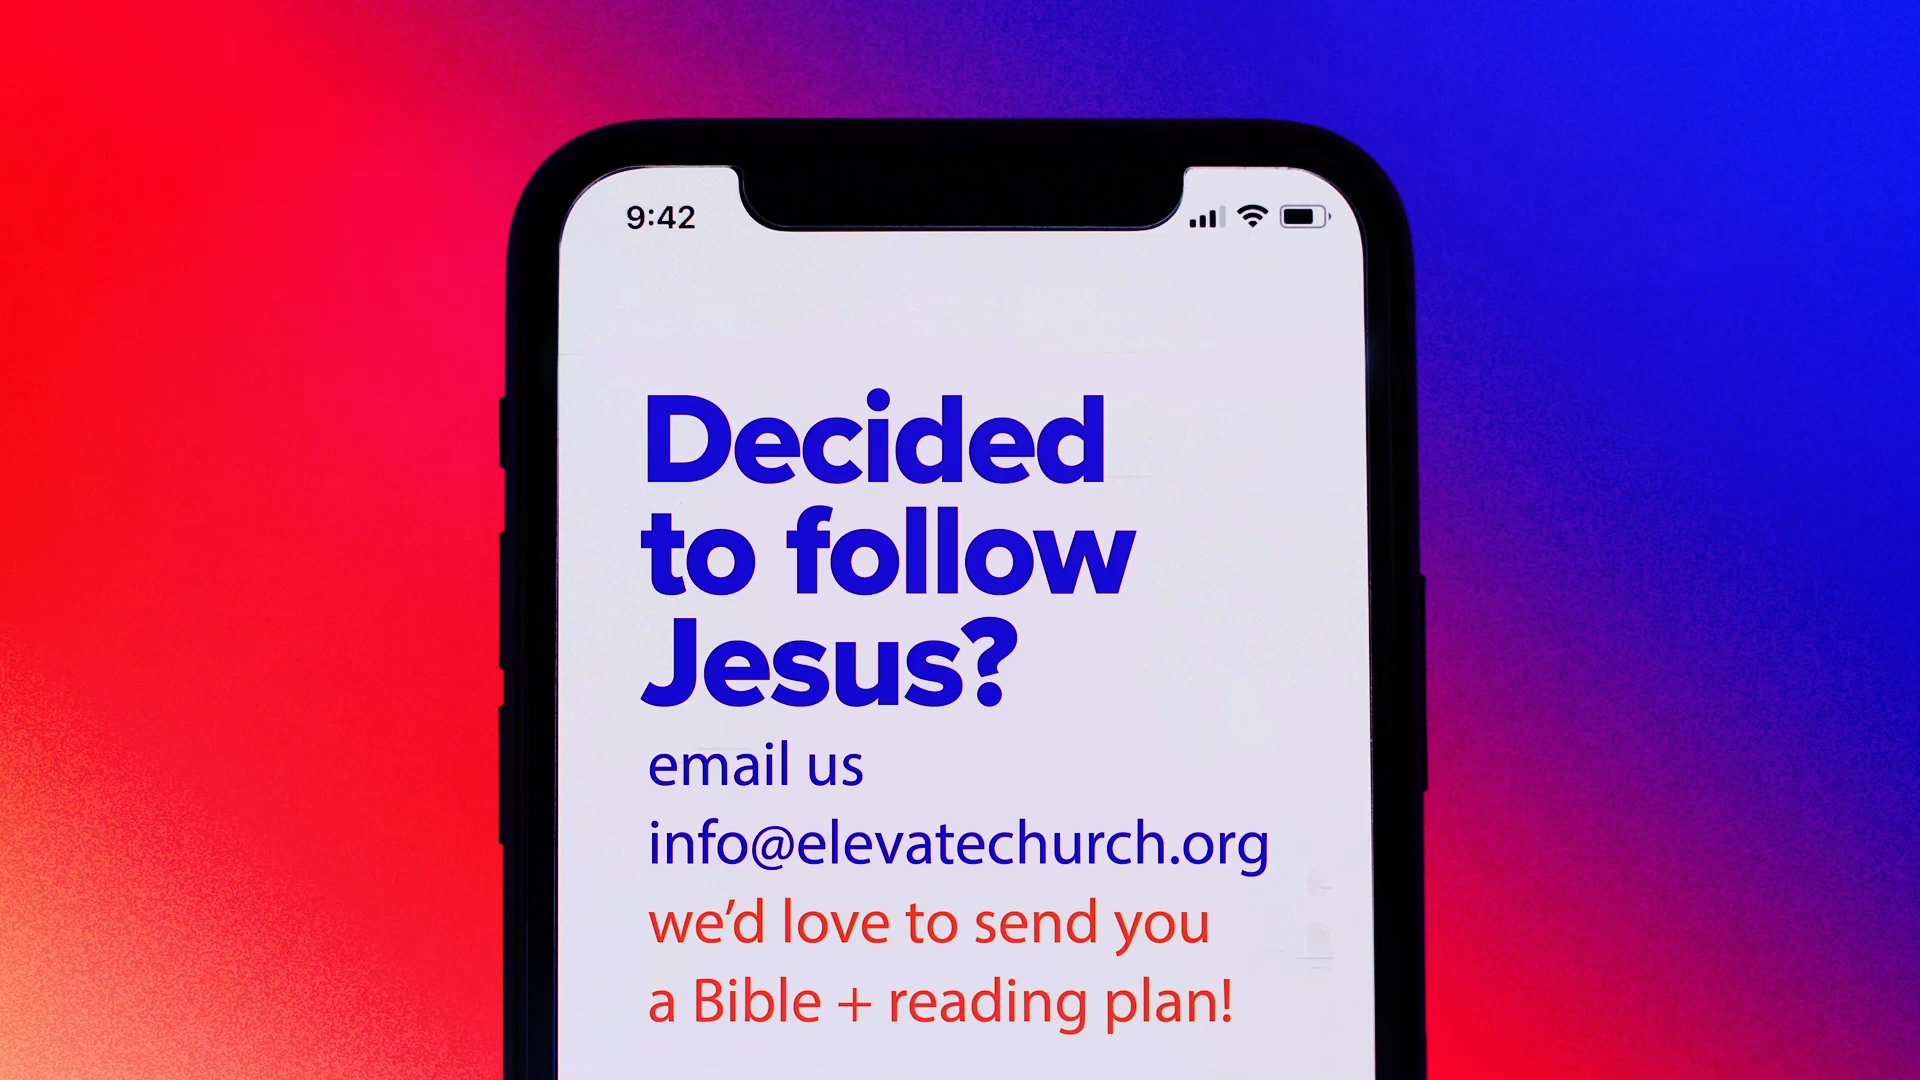 9:42
Decided
to follow
Jesus?
email us
info@elevatechurch.org
we’d love to send you
a Bible + reading plan!